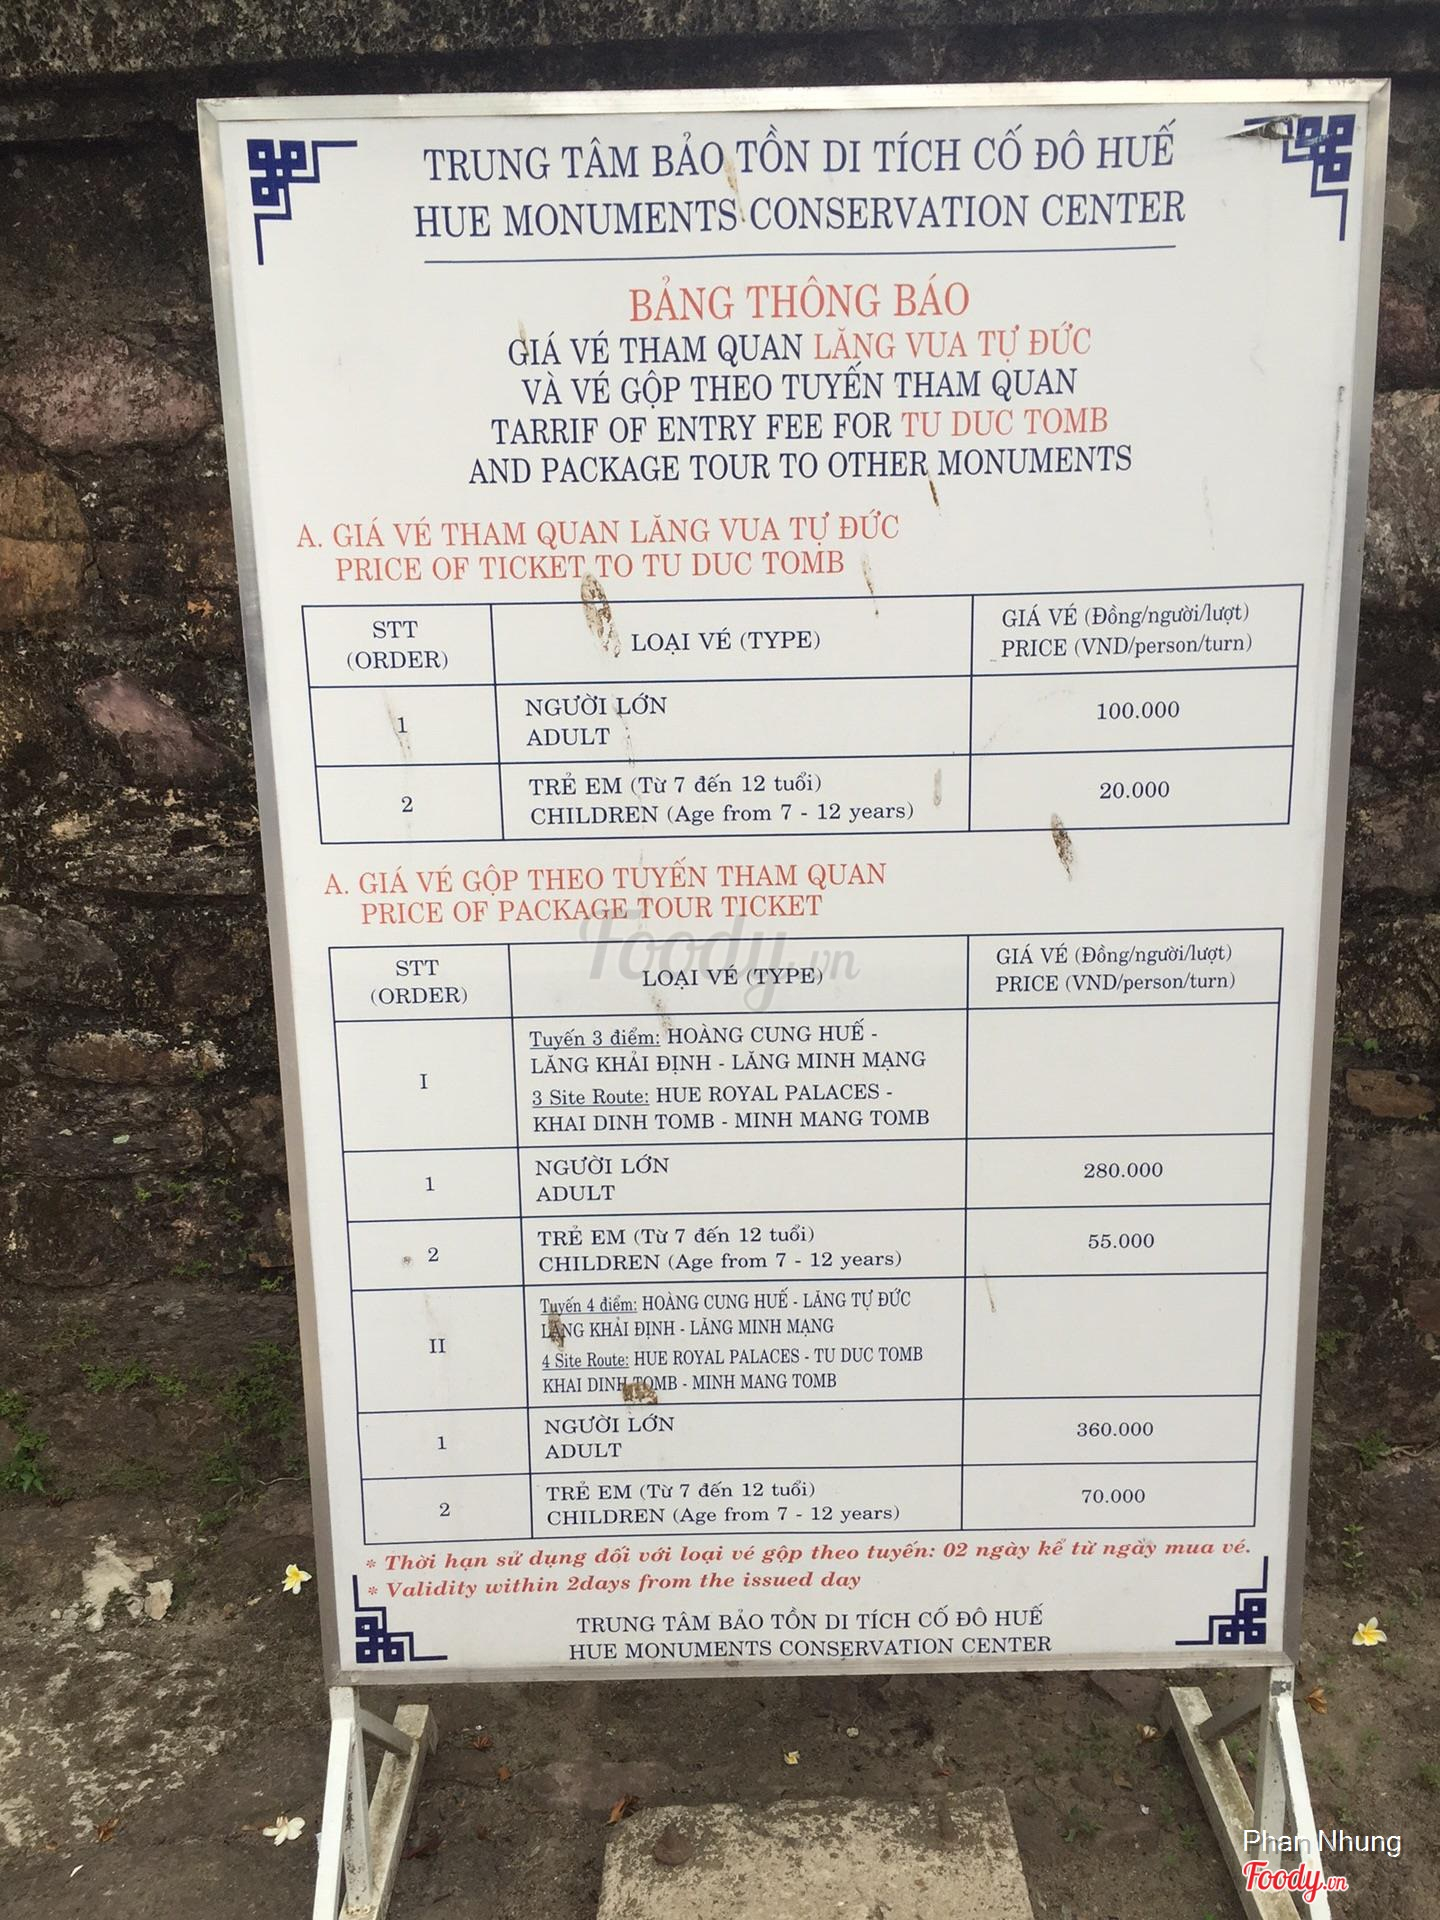 TRUNG TÂM BẢO TỒN DI TÍCH CỐ ĐÔ HUẾ
HUE MONUMENTS CONSERVATION CENTER
BẢNG THÔNG BÁO
GIÁ VÉ THAM QUAN LĂNG VUA TỰ ĐỨC
VÀ VÉ GỘP THEO TUYẾN THAM QUAN
TARRIF OF ENTRY FEE FOR TU DUC TOMB
AND PACKAGE TOUR TO OTHER MONUMENTS
A. GIÁ VÉ THAM QUAN LĂNG VUA TỰ ĐỨC
PRICE OF TICKET TO TU DUC TOMB
STT
(ORDER)
LOẠI VÉ (TYPE)
GIÁ VÉ (Đồng/người/lượt)
PRICE (VND/person/turn)
1
NGƯỜI LỚN
ADULT
100.000
2
TRẺ EM (Từ 7 đến 12 tuổi)
CHILDREN (Age from 7 - 12 years)
20.000
A. GIÁ VÉ GỘP THEO TUYẾN THAM QUAN
PRICE OF PACKAGE TOUR TICKET
Foody.vn
STT
(ORDER)
LOẠI VÉ (TYPE)
GIÁ VÉ (Đồng/người/lượt)
PRICE (VND/person/turn)
I
Tuyến 3 điểm: HOÀNG CUNG HUẾ -
LĂNG KHẢI ĐỊNH - LĂNG MINH MẠNG
3 Site Route: HUE ROYAL PALACES -
KHAI DINH TOMB - MINH MANG TOMB
1
NGƯỜI LỚN
ADULT
280.000
2
TRẺ EM (Từ 7 đến 12 tuổi)
CHILDREN (Age from 7 - 12 years)
55.000
II
Tuyến 4 điểm: HOÀNG CUNG HUẾ - LĂNG TỰ ĐỨC
LĂNG KHẢI ĐỊNH - LĂNG MINH MẠNG
4 Site Route: HUE ROYAL PALACES - TU DUC TOMB
KHAI DINH TOMB - MINH MANG TOMB
1
NGƯỜI LỚN
ADULT
360.000
2
TRẺ EM (Từ 7 đến 12 tuổi)
CHILDREN (Age from 7 - 12 years)
70.000
* Thời hạn sử dụng đối với loại vé gộp theo tuyến: 02 ngày kể từ ngày mua vé.
* Validity within 2days from the issued day
TRUNG TÂM BẢO TỒN DI TÍCH CỐ ĐÔ HUẾ
HUE MONUMENTS CONSERVATION CENTER
Phan Nhung
Foody.vn